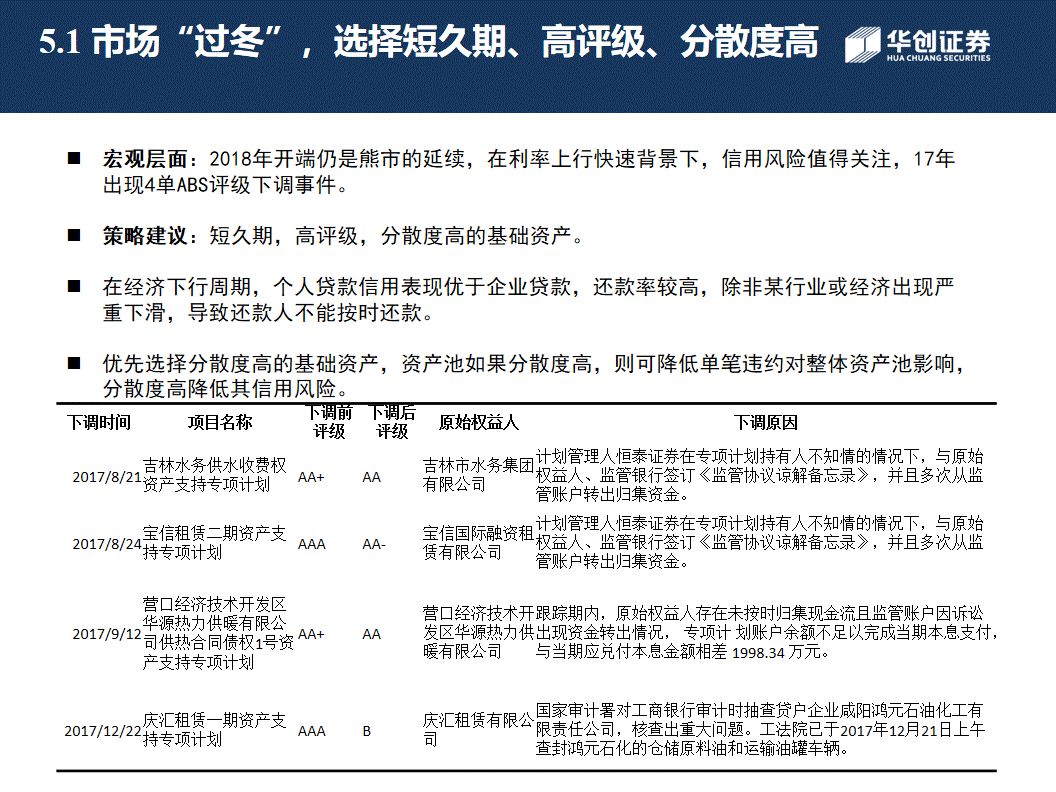 5.1 市场“过冬”，选择短久期、高评级、分散度高
华创证券
HUA CHUANG SECURITIES
■ 宏观层面：2018年开端仍是熊市的延续，在利率上行快速背景下，信用风险值得关注，17年
出现4单ABS评级下调事件。
■ 策略建议：短久期，高评级，分散度高的基础资产。
■ 在经济下行周期，个人贷款信用表现优于企业贷款，还款率较高，除非某行业或经济出现严
重下滑，导致还款人不能按时还款。
■ 优先选择分散度高的基础资产，资产池如果分散度高，则可降低单笔违约对整体资产池影响，
分散度高降低其信用风险。
下调时间 项目名称 下调前 下调后 原始权益人 下调原因
评级 评级
吉林水务供水收费权 计划管理人恒泰证券在专项计划持有人不知情的情况下，与原始
2017/8/21 资产支持专项计划 AA+ AA 吉林市水务集团 权益人、监管银行签订《监管协议谅解备忘录》，并且多次从监
有限公司 管账户转出归集资金。
宝信租赁二期资产支 计划管理人恒泰证券在专项计划持有人不知情的情况下，与原始
2017/8/24 持专项计划 AAA AA- 宝信国际融资租 权益人、监管银行签订《监管协议谅解备忘录》，并且多次从监
赁有限公司 管账户转出归集资金。
营口经济技术开发区
华源热力供暖有限公 营口经济技术开 跟踪期内，原始权益人存在未按时归集现金流且监管账户因诉讼
2017/9/12 司供热合同债权1号资 AA+ AA 发区华源热力供 出现资金转出情况， 专项计 划账户余额不足以完成当期本息支付，
产支持专项计划 暖有限公司 与当期应兑付本息金额相差 1998.34 万元。
庆汇租赁一期资产支 国家审计署对工商银行审计时抽查贷户企业咸阳鸿元石油化工有
2017/12/22 持专项计划 AAA B 庆汇租赁有限公 限责任公司，核查出重大问题。工法院已于2017年12月21日上午
司 查封鸿元石化的仓储原料油和运输油罐车辆。